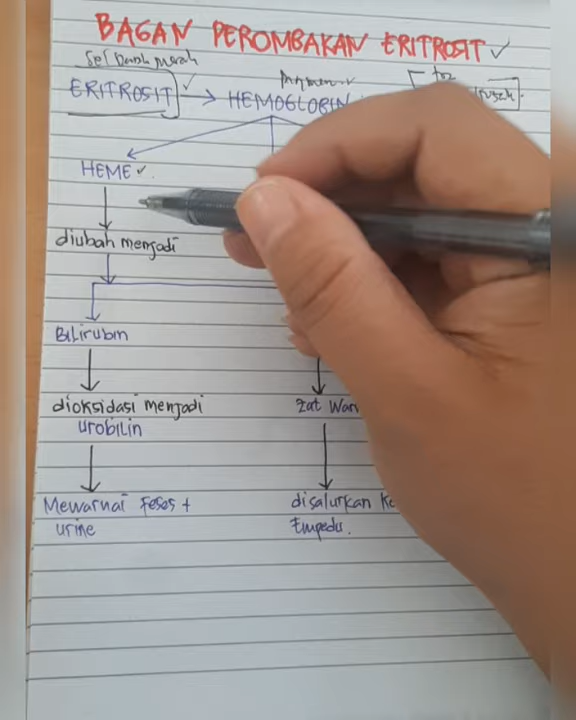 BAGAN PEROMBAKAN ERITROSIT
Sel Darah merah
ERITROSIT → HEMOGLOBIN
HEME
diubah menjadi
Bilirubin
dioksidasi menjadi
urobilin
zat War
Mewarnai Feses +
urine
disalurkan ke
Empedu.